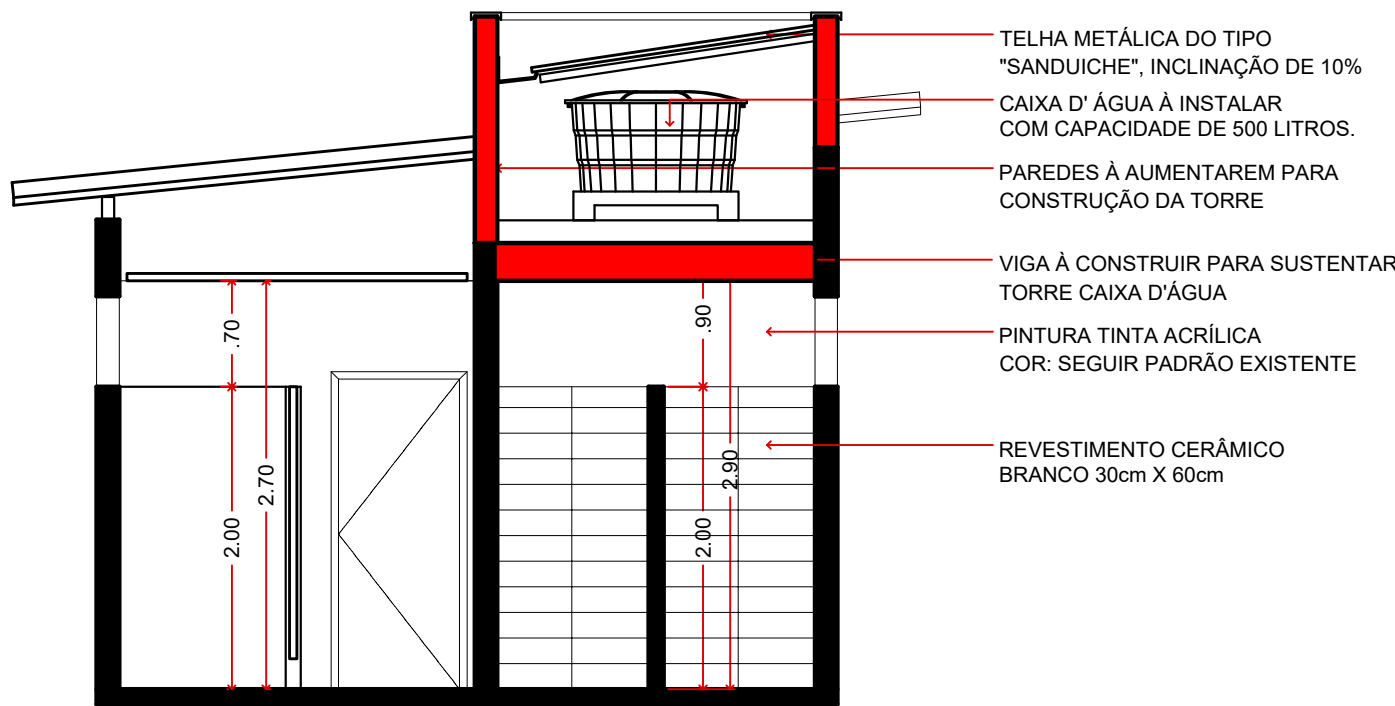 TELHA METÁLICA DO TIPO
"SANDUICHE", INCLINAÇÃO DE 10%
CAIXA D' ÁGUA À INSTALAR
COM CAPACIDADE DE 500 LITROS.
PAREDES À AUMENTAREM PARA
CONSTRUÇÃO DA TORRE
VIGA À CONSTRUIR PARA SUSTENTAR
TORRE CAIXA D'ÁGUA
PINTURA TINTA ACRÍLICA
COR: SEGUIR PADRÃO EXISTENTE
REVESTIMENTO CERÂMICO
BRANCO 30cm X 60cm
.70
2.70
2.00
.90
2.90
2.00